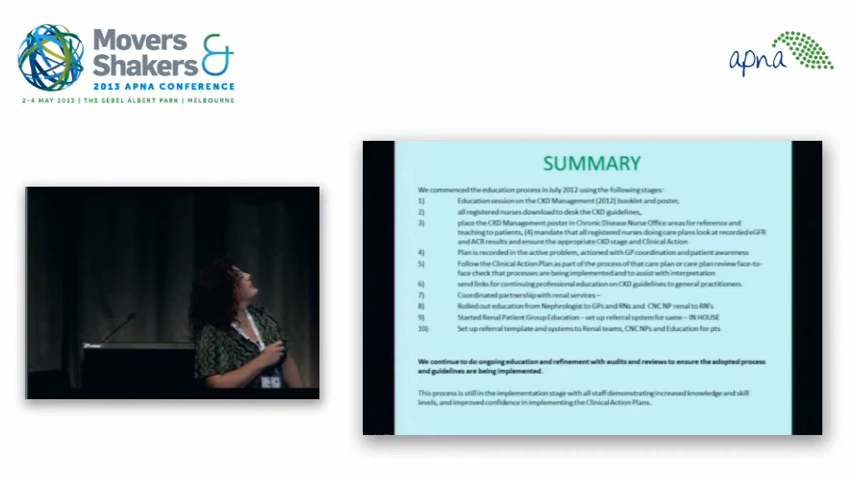 Movers &
Shakers
2013 APNA CONFERENCE
2-4 MAY 2013 | THE SEBEL ALBERT PARK | MELBOURNE
apna
SUMMARY
We commenced the education process in July 2012 using the following stages:
1) Education session on the CKD Management (2012) booklet and poster,
2) all registered nurses download to desk the CKD guidelines,
3) place the CKD Management poster in Chronic Disease Nurse Office areas for reference and
teaching to patients, (4) mandate that all registered nurses doing care plans look at recorded eGFR
and ACR results and ensure the appropriate CKD stage and Clinical Action
4) Plan is recorded in the active problem, actioned with GP coordination and patient awareness
5) Follow the Clinical Action Plan as part of the process of that care plan or care plan review face-to-
face check that processes are being implemented and to assist with interpretation
6) send links for continuing professional education on CKD guidelines to general practitioners.
7) Coordinated partnership with renal services –
8) Rolled out education from Nephrologist to GPs and RNs and CNC NP renal to RN's
9) Started Renal Patient Group Education – set up referral system for same – IN HOUSE
10) Set up referral template and systems to Renal teams, CNC NPs and Education for pts
We continue to do ongoing education and refinement with audits and reviews to ensure the adopted process
and guidelines are being implemented.
This process is still in the implementation stage with all staff demonstrating increased knowledge and skill
levels, and improved confidence in implementing the Clinical Action Plans.